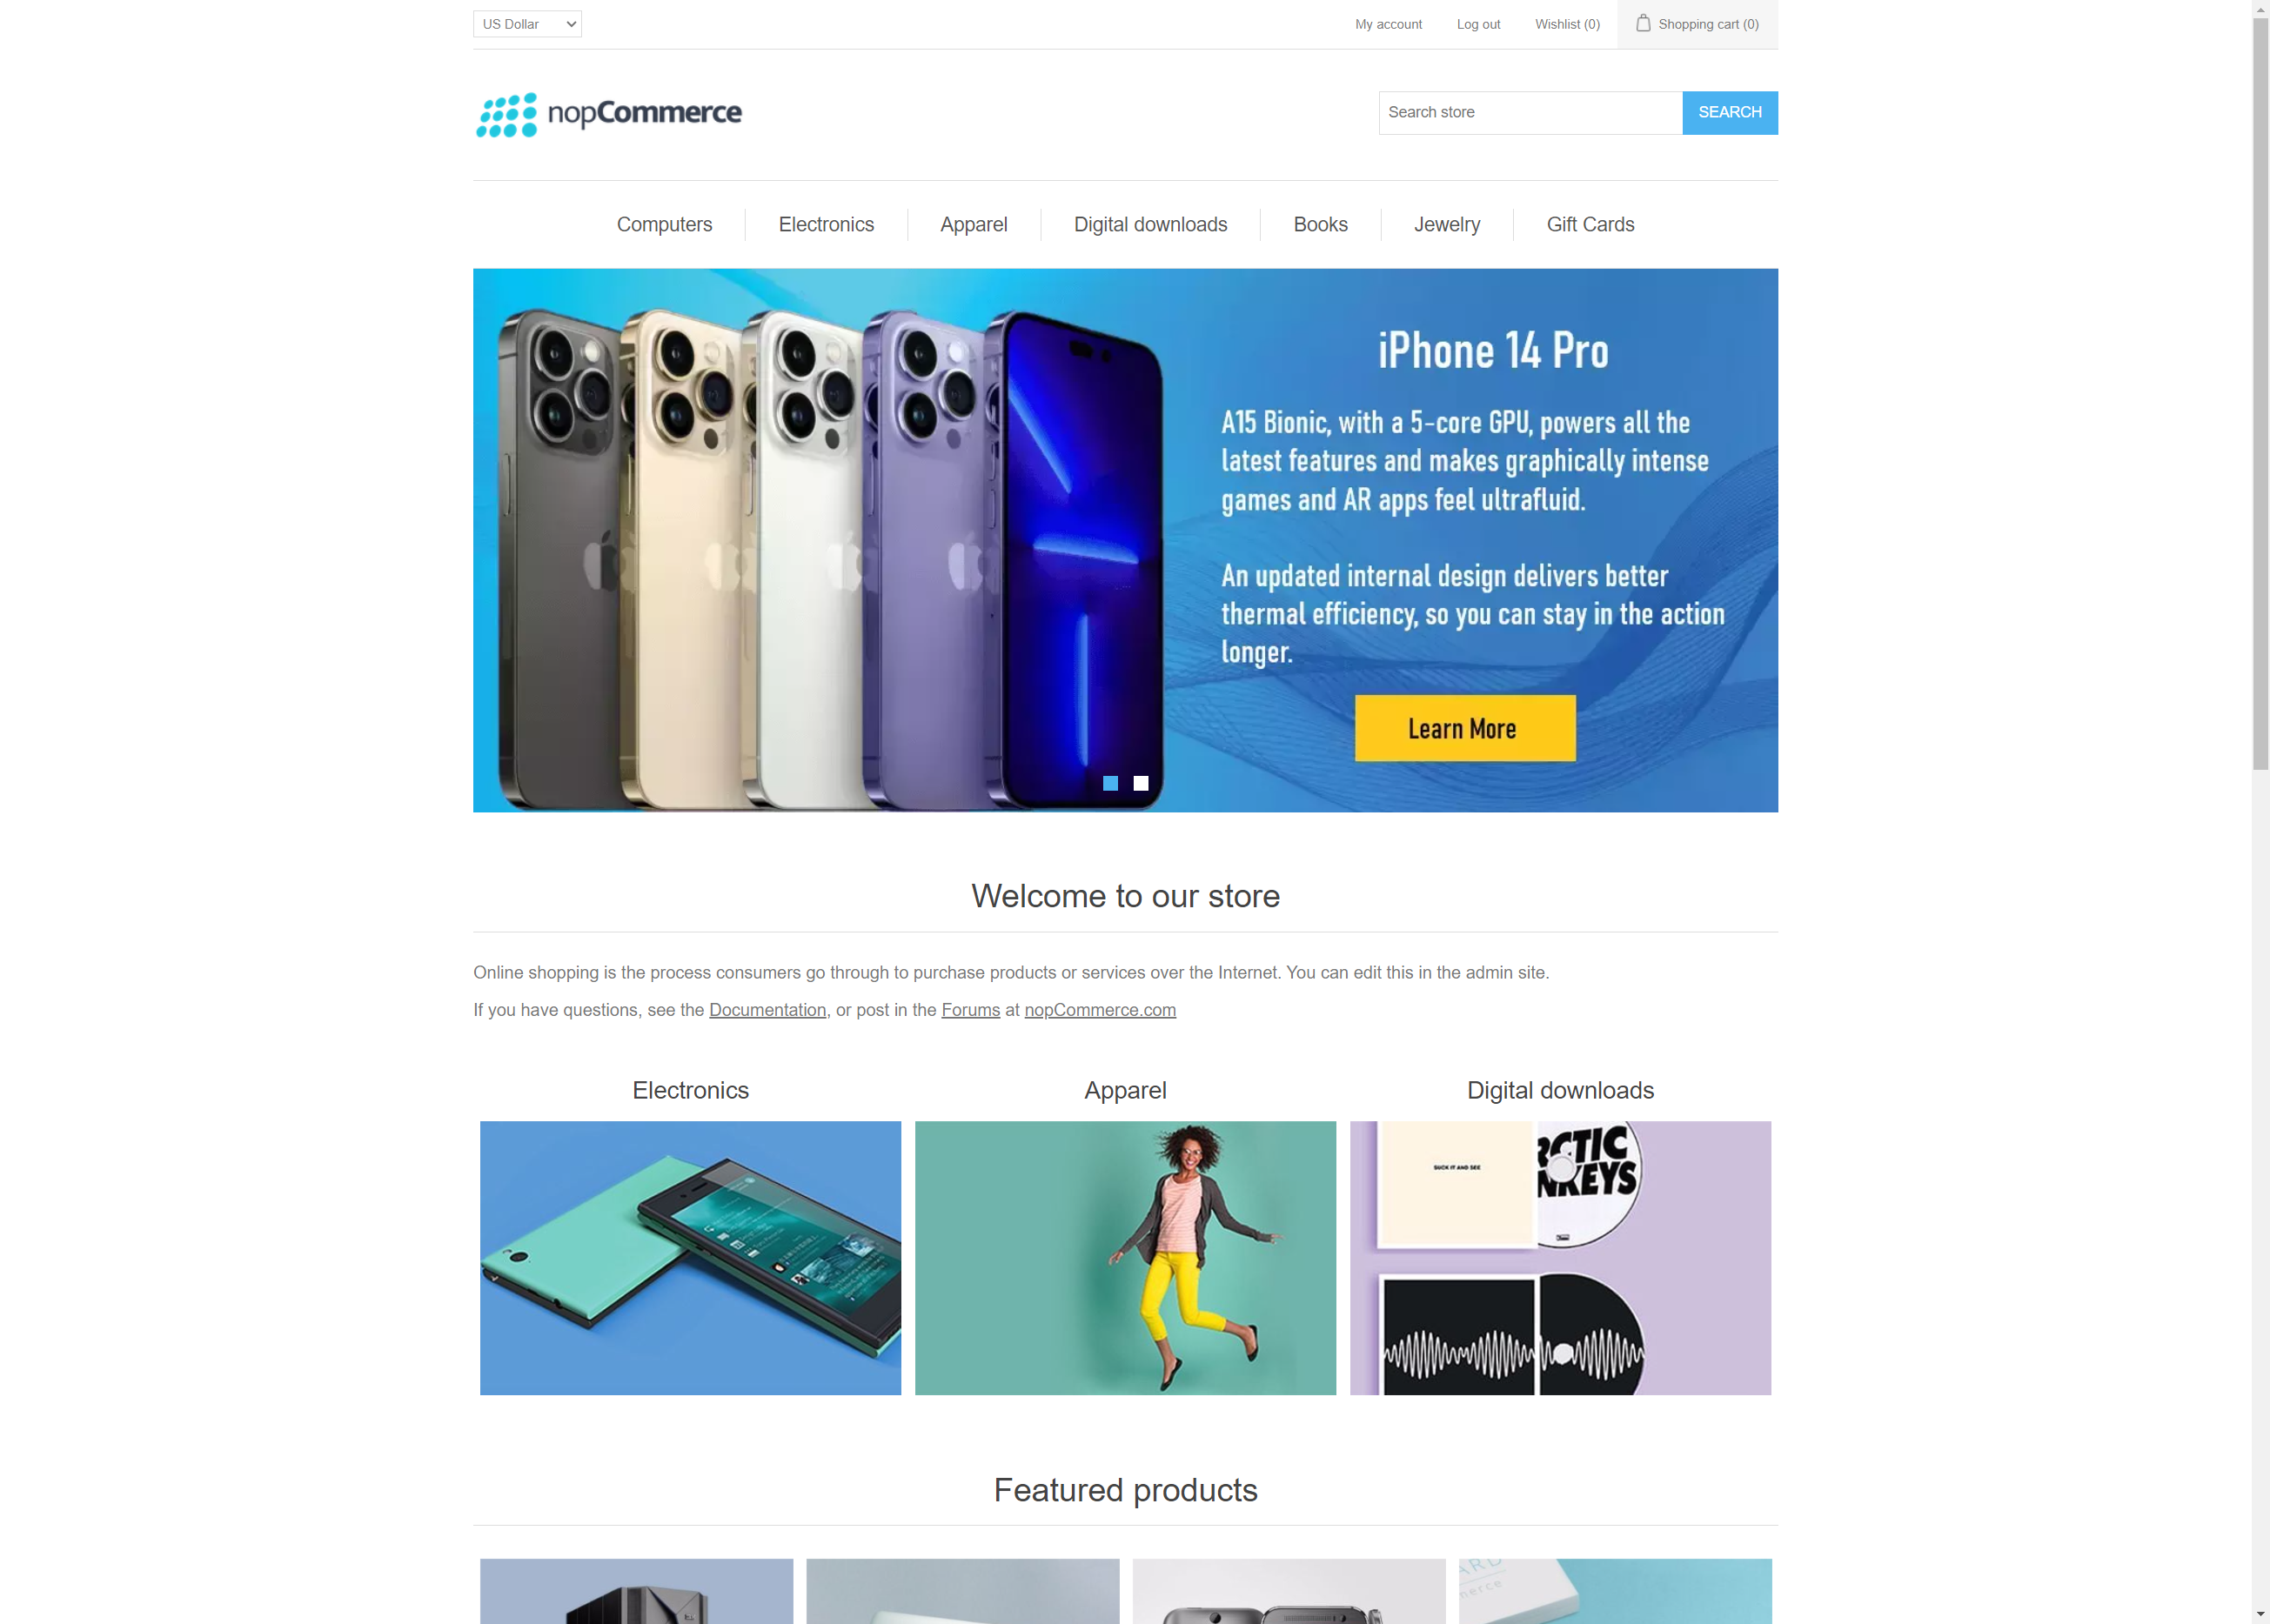 US Dollar
My account
Log out
Wishlist (0)
Shopping cart (0)
nopCommerce
Search store
SEARCH
Computers
Electronics
Apparel
Digital downloads
Books
Jewelry
Gift Cards
iPhone 14 Pro
A15 Bionic, with a 5-core GPU, powers all the
latest features and makes graphically intense
games and AR apps feel ultrafluid.
An updated internal design delivers better
thermal efficiency, so you can stay in the action
longer.
Learn More
Welcome to our store
Online shopping is the process consumers go through to purchase products or services over the Internet. You can edit this in the admin site.
If you have questions, see the Documentation, or post in the Forums at nopCommerce.com
Electronics
Apparel
Digital downloads
SUCK IT AND SEE
RCTIC
NKEYS
Featured products
ARD
merce